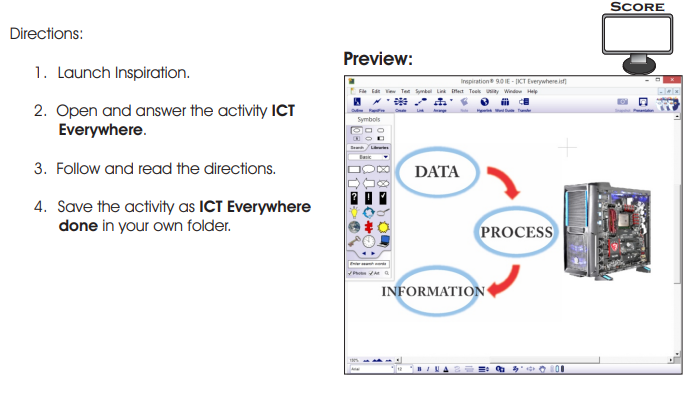 SCORE
Directions:
1. Launch Inspiration.
2. Open and answer the activity ICT
Everywhere.
3. Follow and read the directions.
4. Save the activity as ICT Everywhere
done in your own folder.
Preview:
Inspiration® 9.0 IE - [ICT Everywhere.isf]
File Edit View Text Symbol Link Effect Tools Utility Window Help
Outline RapidFire Create Link Arrange Hyperlink Word Guide Transfer Presentation
Symbols
Search Libraries
Basic
DATA
PROCESS
INFORMATION
Enter search words
Photos Art
100%
Arial 12 B I U A